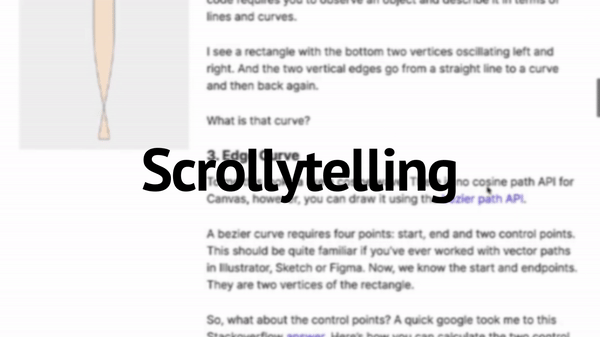 code requires you to observe an object and describe it in terms of
lines and curves.
I see a rectangle with the bottom two vertices oscillating left and
right. And the two vertical edges go from a straight line to a curve
and then back again.
What is that curve?
3. Edge Curve
Scrollytelling
no cosine path API for
Canvas, however, you can draw it using the bezier path API.
A bezier curve requires four points: start, end and two control points.
This should be quite familiar if you've ever worked with vector paths
in Illustrator, Sketch or Figma. Now, we know the start and endpoints.
They are two vertices of the rectangle.
So, what about the control points? A quick google took me to this
Stackoverflow answer. Here's how you can calculate the two control